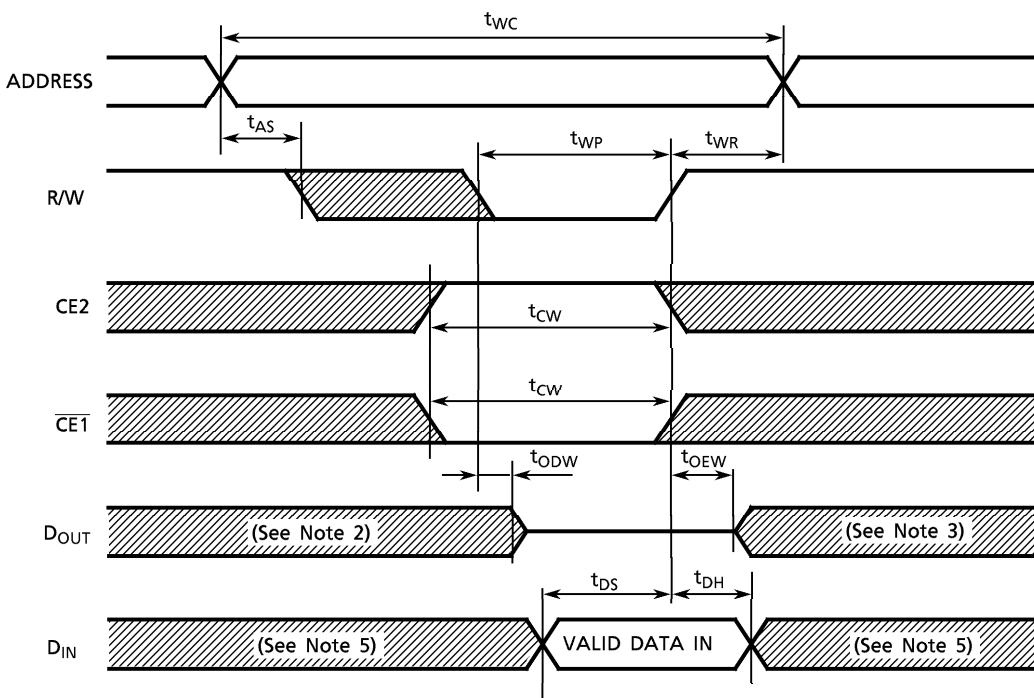 tWC
ADDRESS
tAS
tWP
tWR
R/W
CE2
tCW
tCW
CE1
tODW
tOEW
DOUT
(See Note 2)
(See Note 3)
tDS
tDH
DIN
(See Note 5)
VALID DATA IN
(See Note 5)